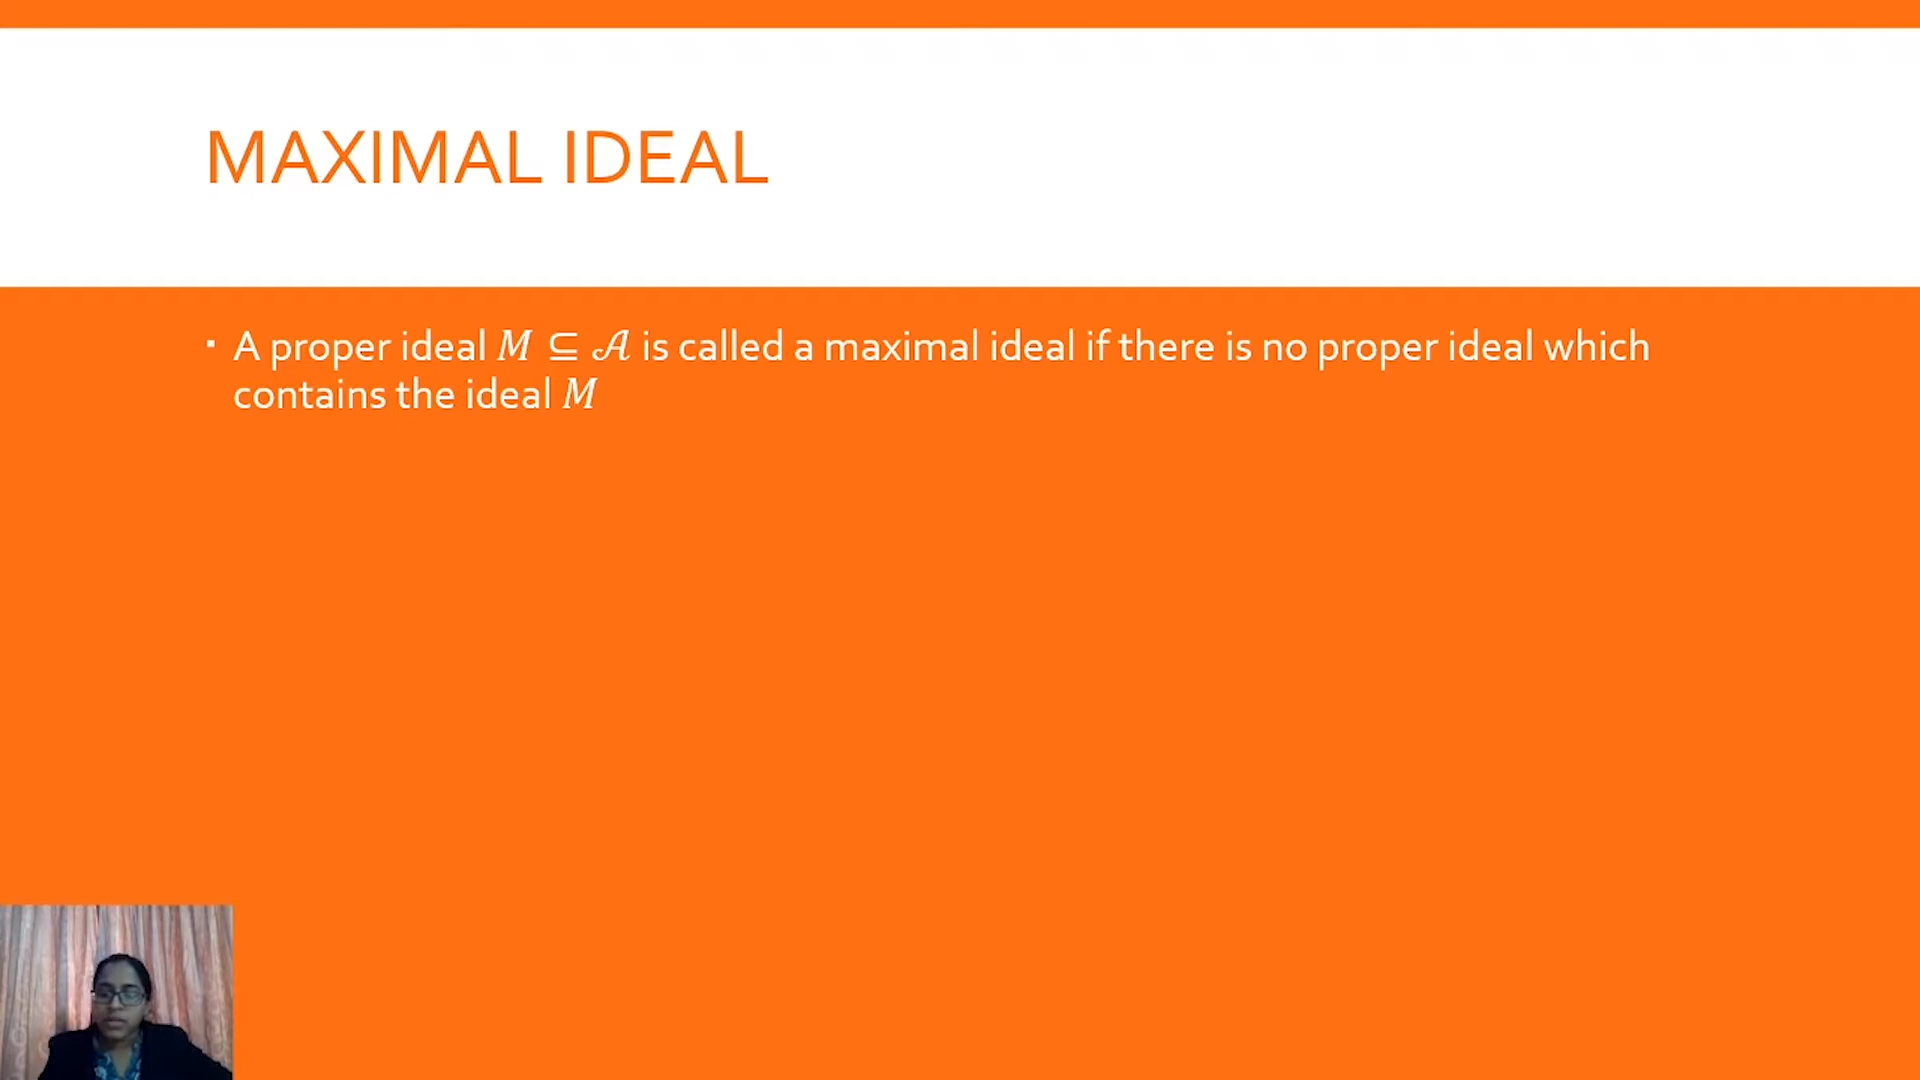 MAXIMAL IDEAL
▪ A proper ideal M ⊆ 𝒜 is called a maximal ideal if there is no proper ideal which
contains the ideal M